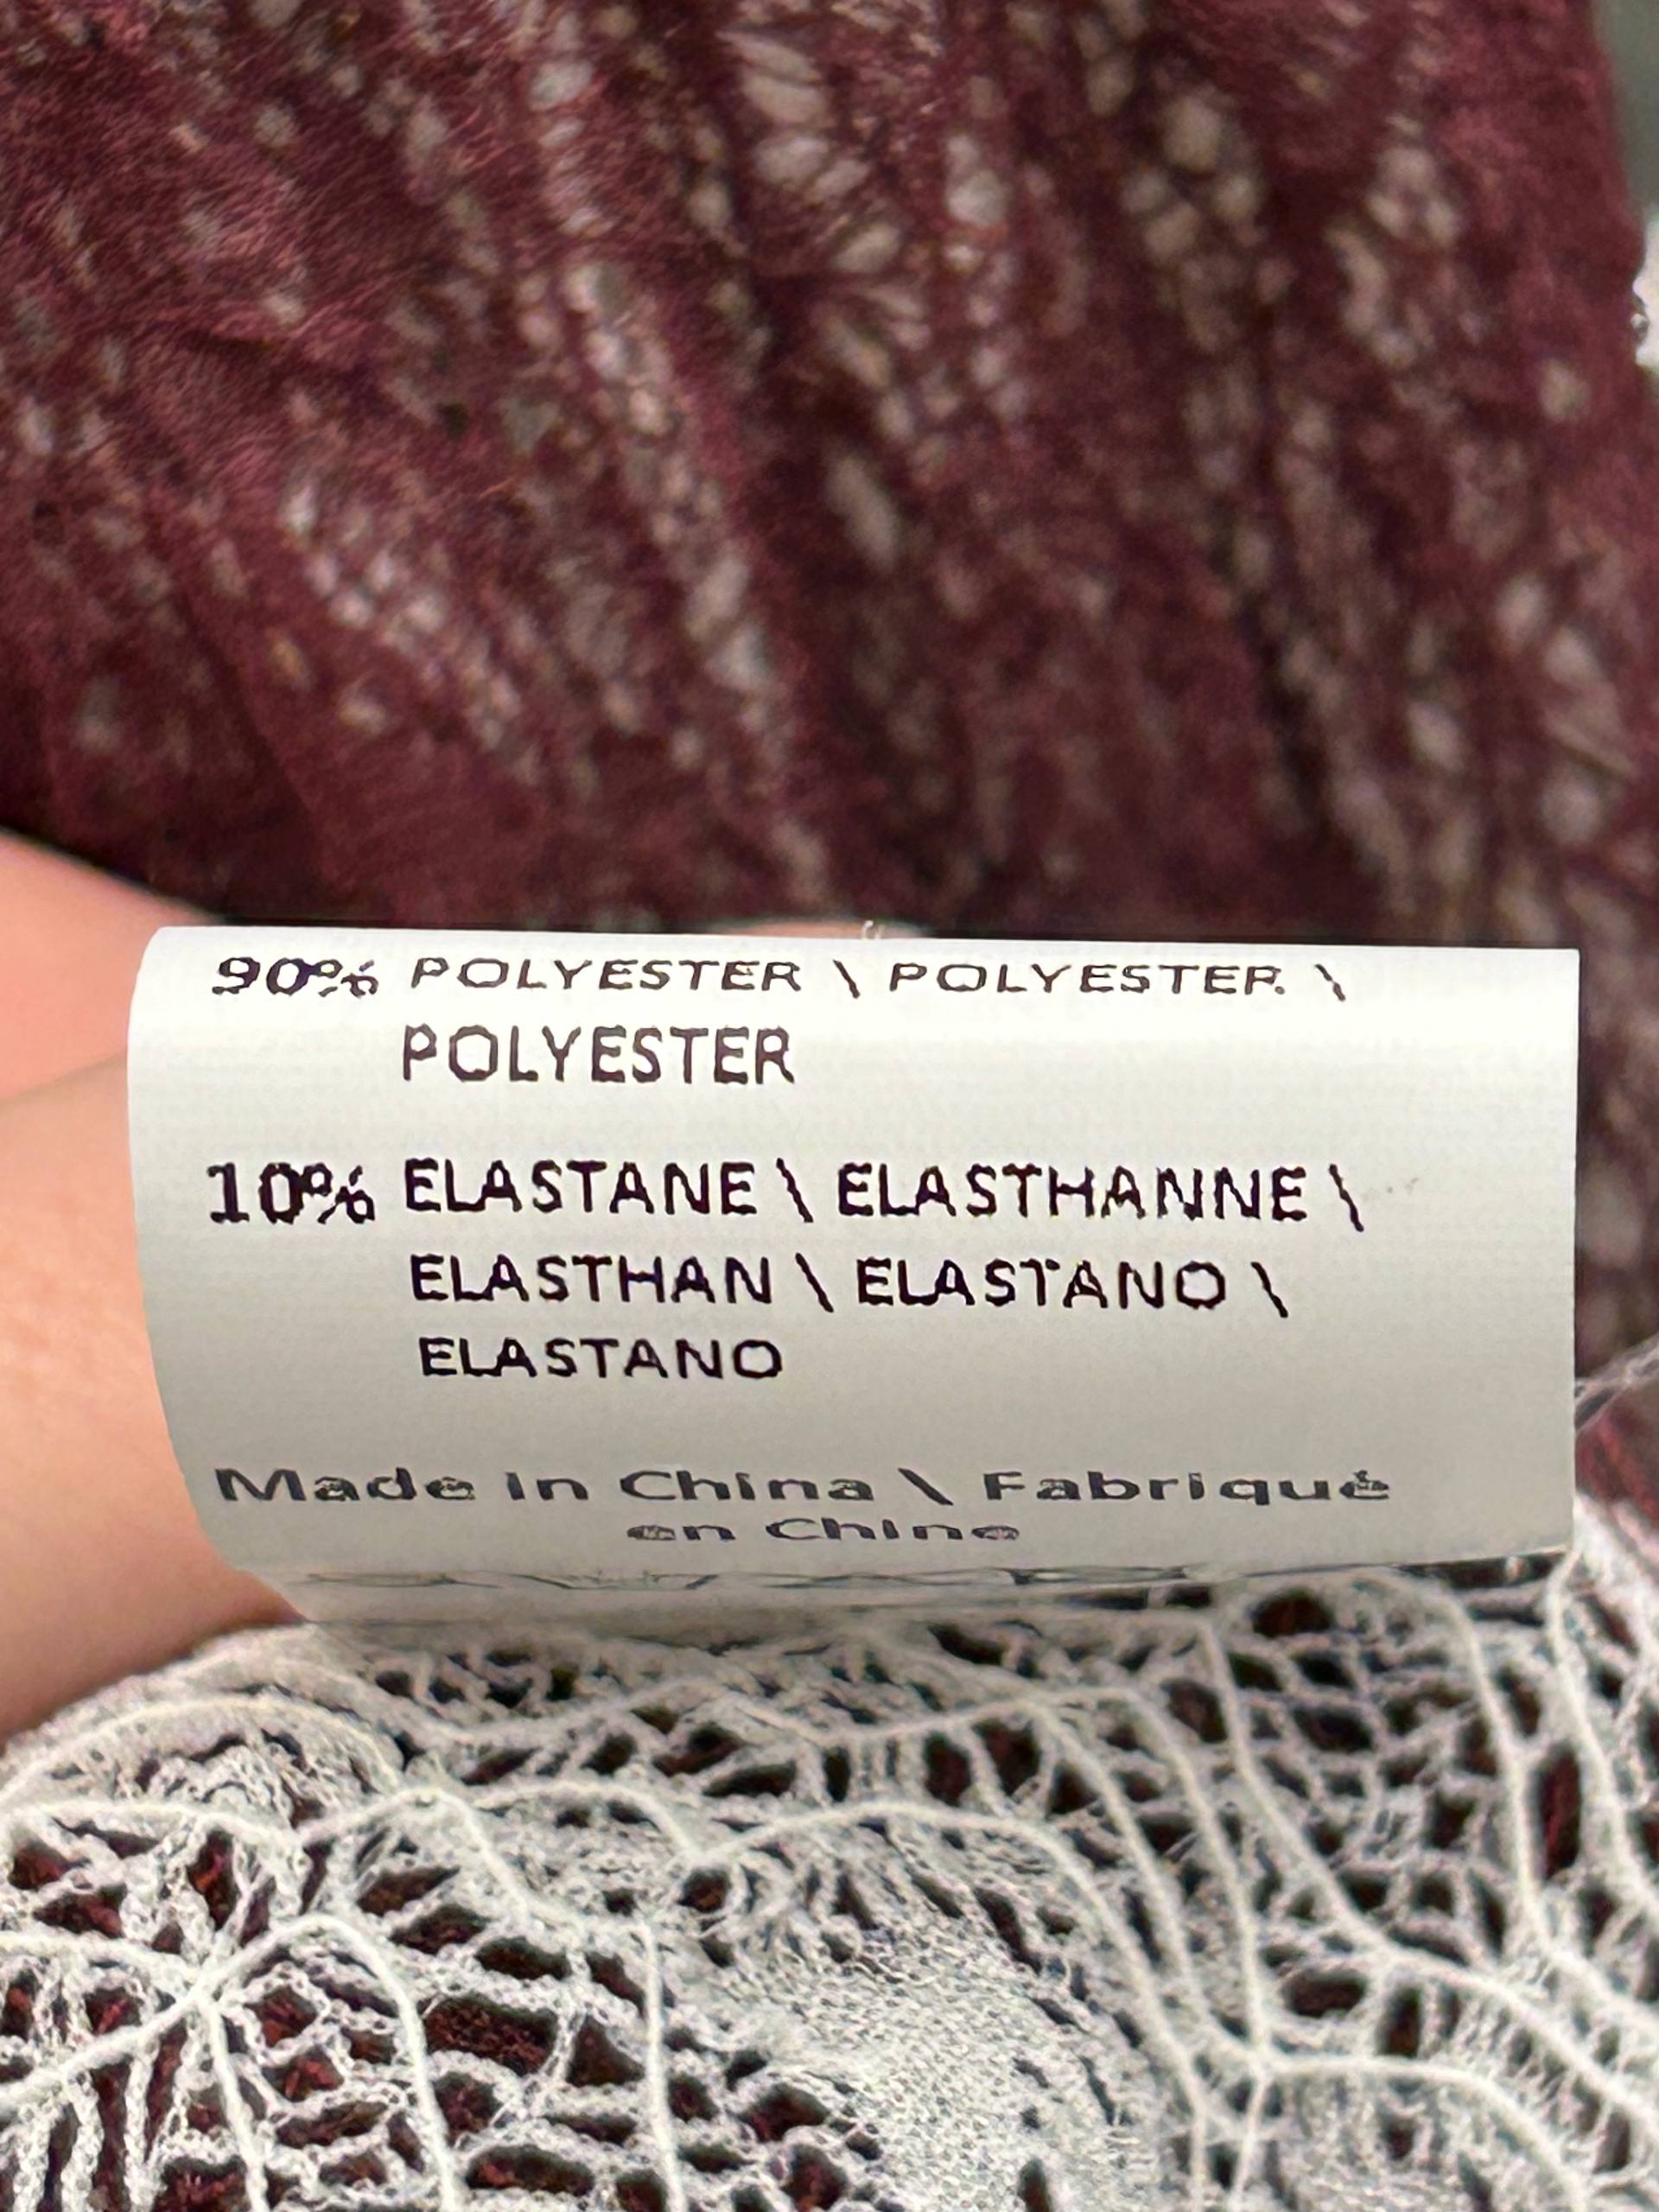 90% POLYESTER \ POLYESTER \
POLYESTER
10% ELASTANE \ ELASTHANNE \
ELASTHAN \ ELASTANO \
ELASTANO
Made in China \ Fabriqué
en Chine